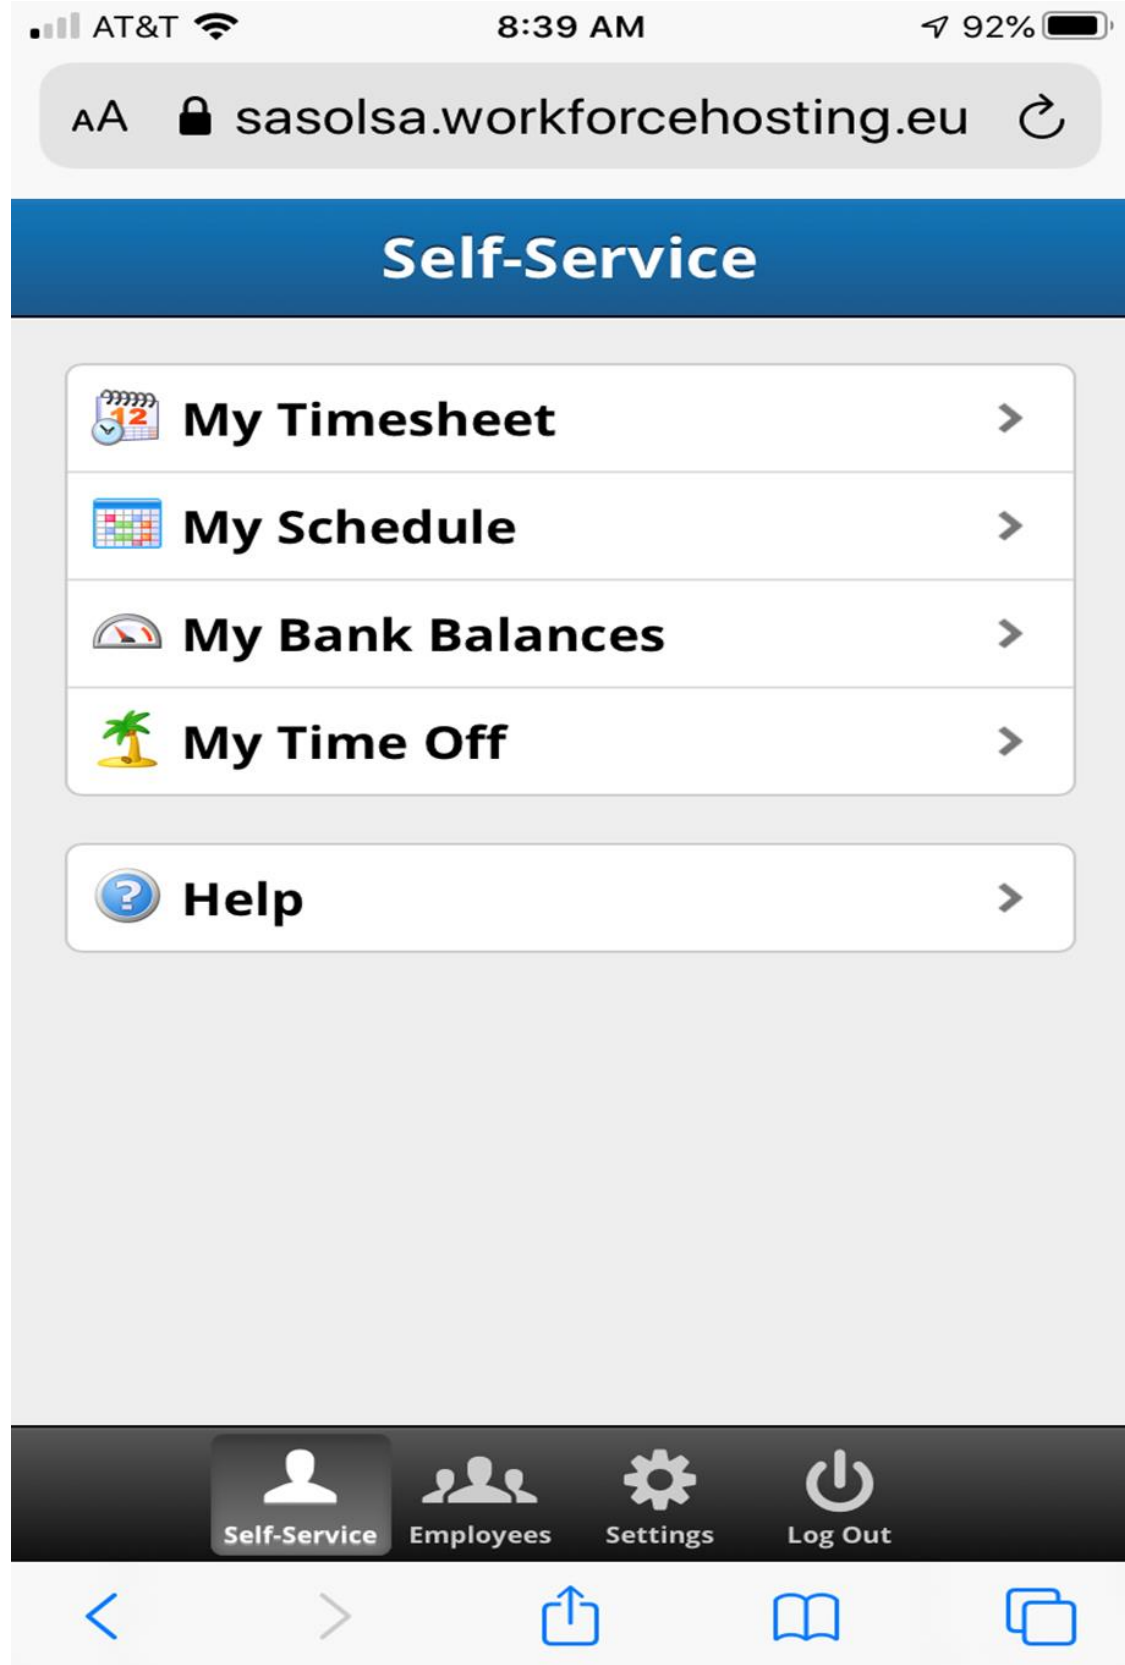 AT&T 8:39 AM 92%
AA sasolsa.workforcehosting.eu
Self-Service
12 My Timesheet
My Schedule
My Bank Balances
My Time Off
? Help
Self-Service Employees Settings Log Out